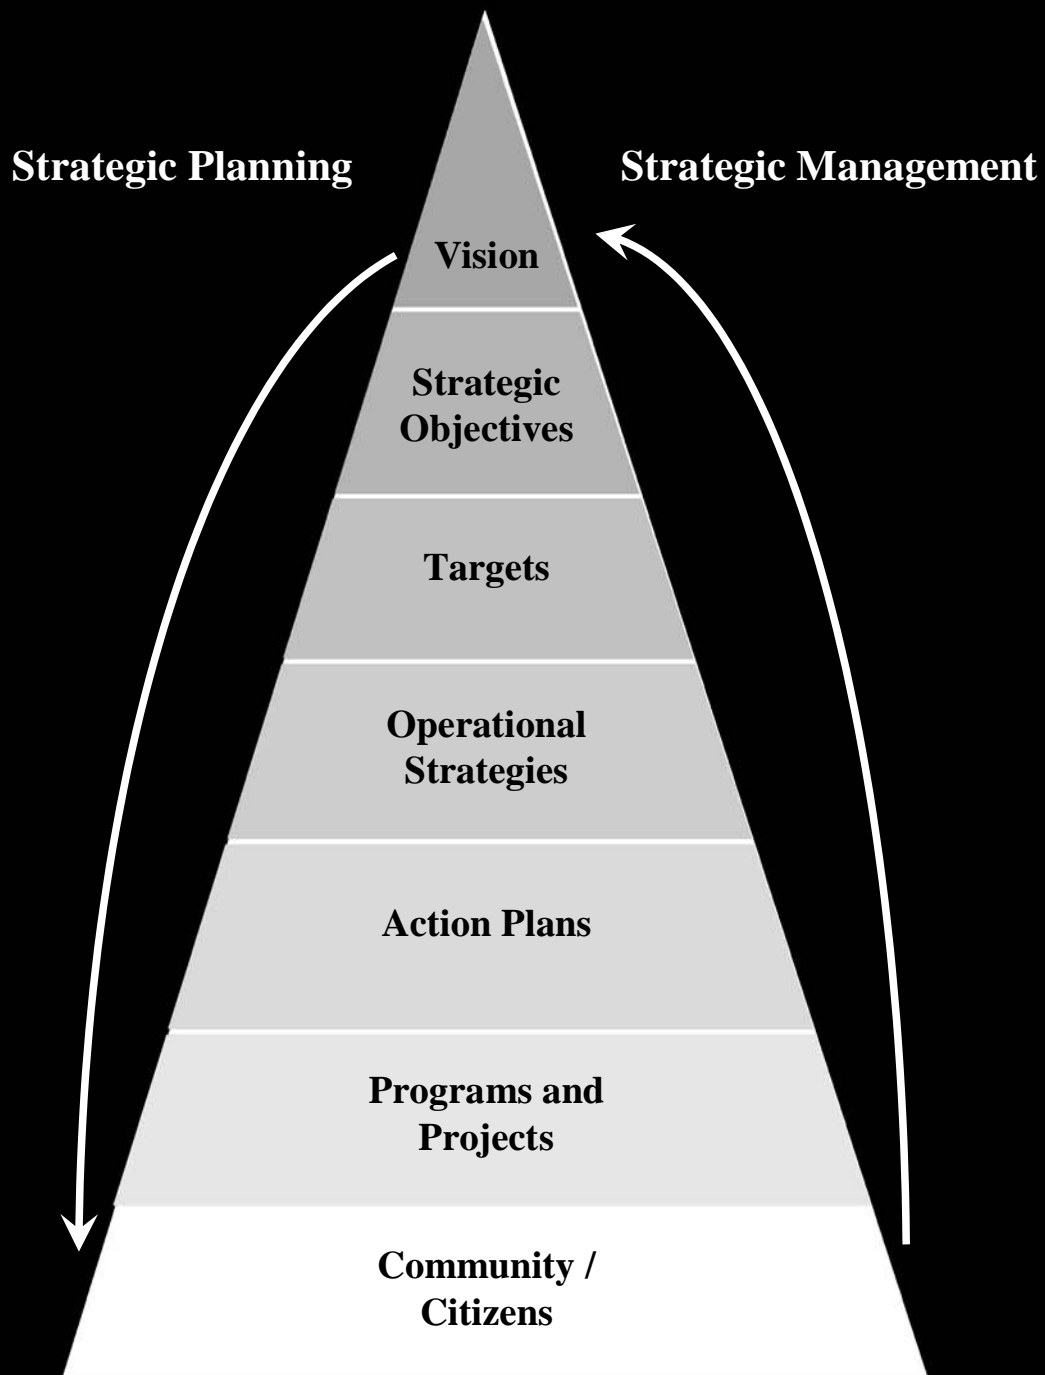 Strategic Planning
Strategic Management
Vision
Strategic
Objectives
Targets
Operational
Strategies
Action Plans
Programs and
Projects
Community /
Citizens